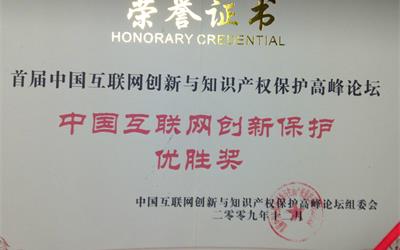 荣誉证书
HONORARY CREDENTIAL
首届中国互联网创新与知识产权保护高峰论坛
中国互联网创新保护
优胜奖
中国互联网创新与知识产权保护高峰论坛组委会
二零零九年十二月